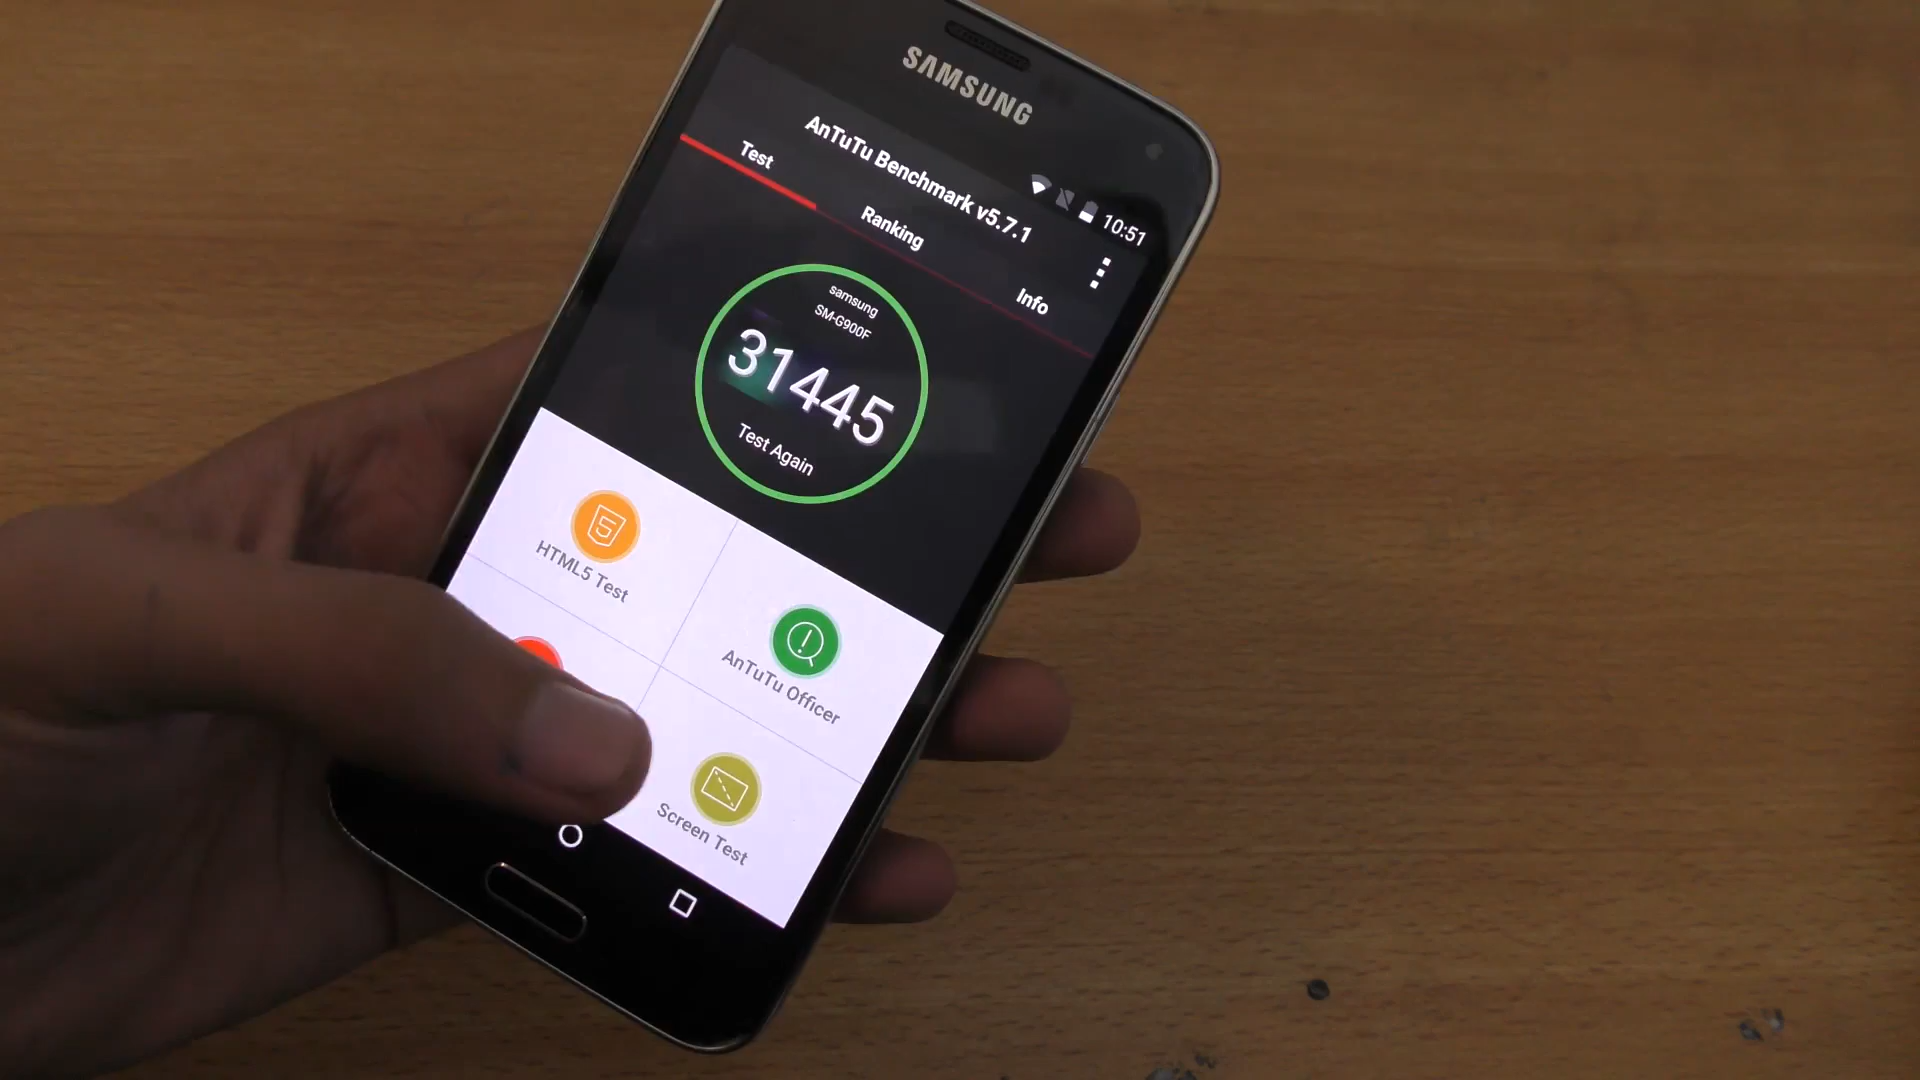 SAMSUNG
10:51
AnTuTu Benchmark v5.7.1
Test
Ranking
Info
samsung
SM-G900F
31445
Test Again
5
HTML5 Test
AnTuTu Officer
Screen Test